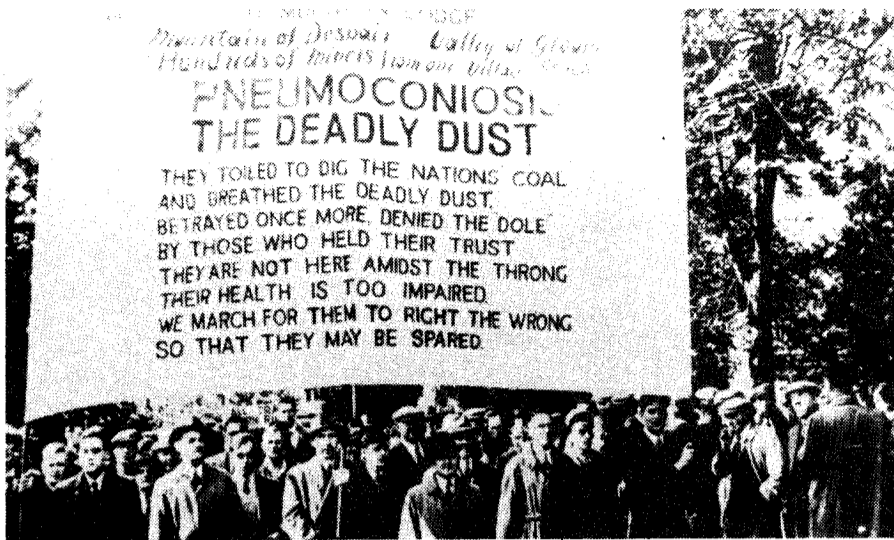 LODGE
Mountain of Despair Valley of
Hundreds of Miners from one Village
PNEUMOCONIOSIS
THE DEADLY DUST
THEY TOILED TO DIG THE NATIONS' COAL
AND BREATHED THE DEADLY DUST.
BETRAYED ONCE MORE, DENIED THE DOLE
BY THOSE WHO HELD THEIR TRUST
THEY ARE NOT HERE AMIDST THE THRONG
THEIR HEALTH IS TOO IMPAIRED.
WE MARCH FOR THEM TO RIGHT THE WRONG
SO THAT THEY MAY BE SPARED.